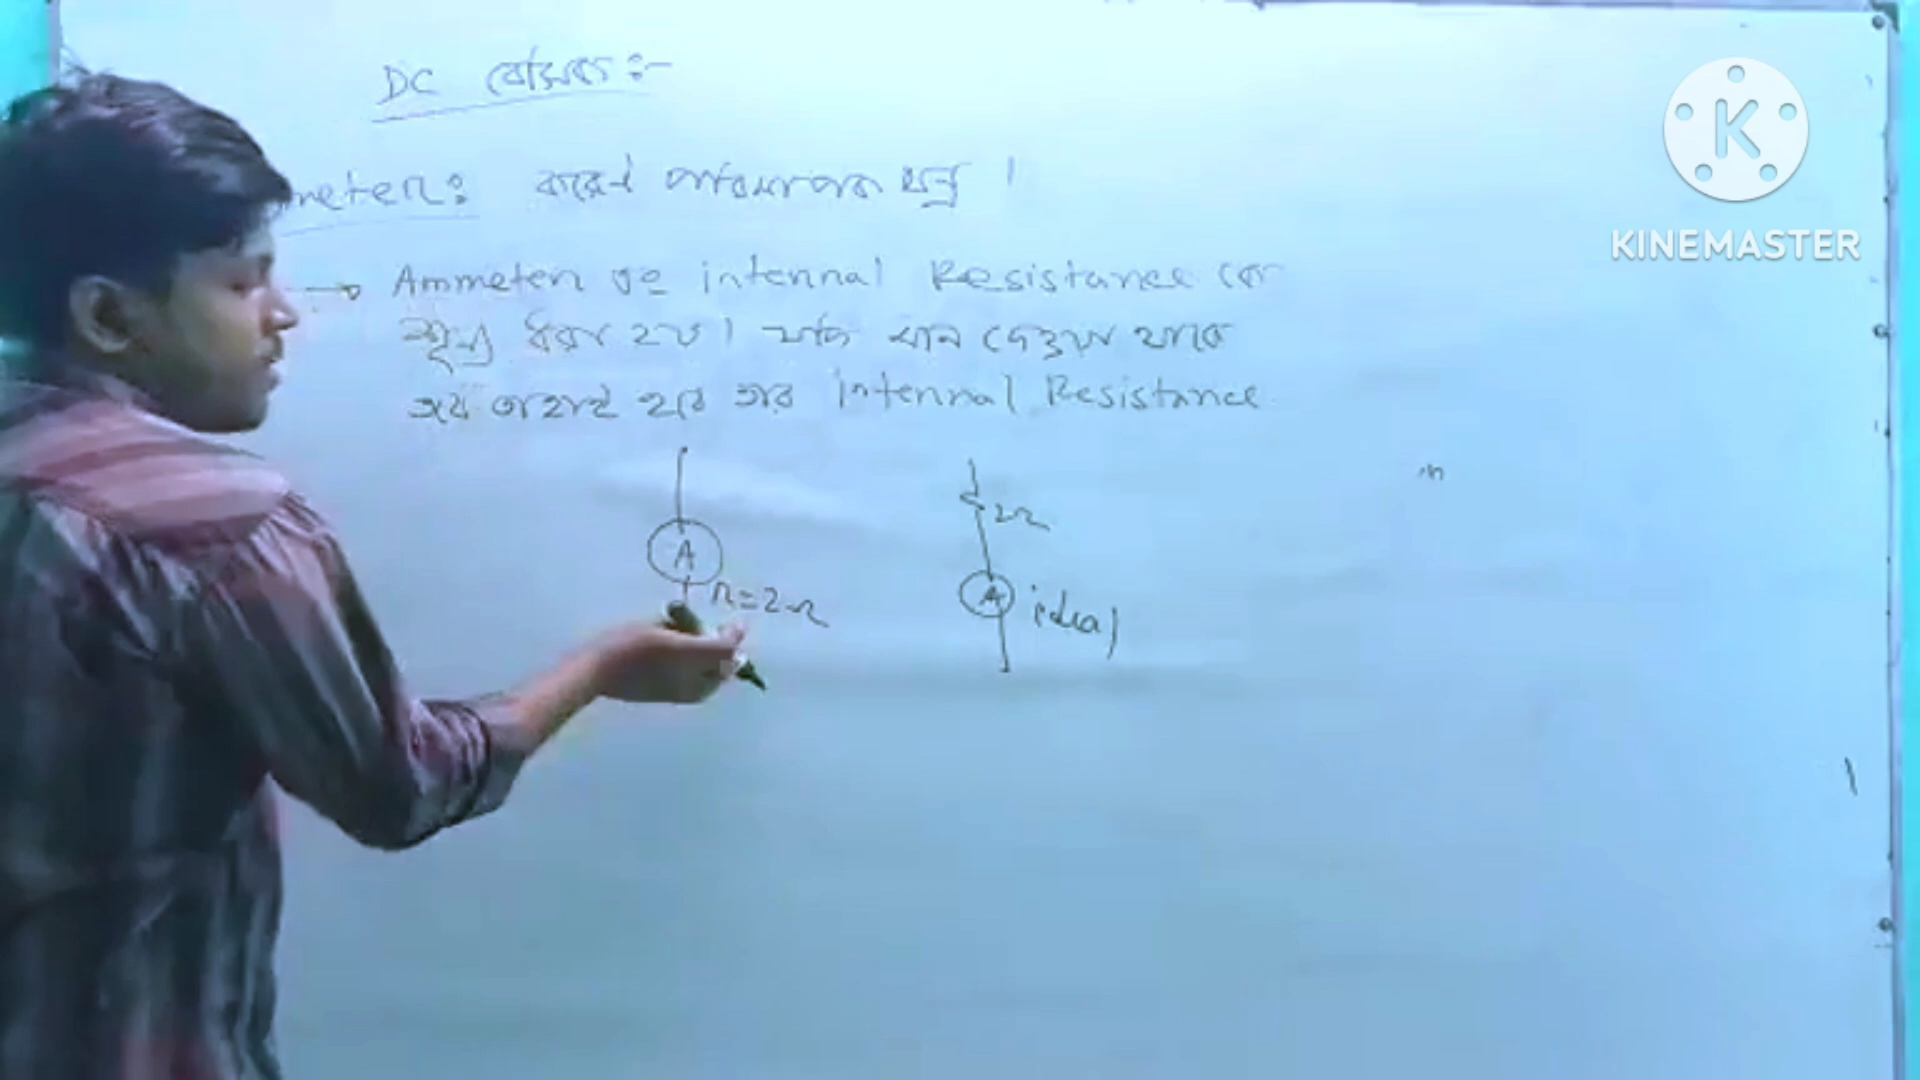 DC
KINEMASTER
meter: কারেন্ট পরিমাপক যন্ত্র ।
→ Ammeter এর internal Resistance কে
শূন্য ধরা হয় । যদি মান দেওয়া থাকে
তবে তাহাই হবে তার internal Resistance
A
r=2Ω
2Ω
A ideal